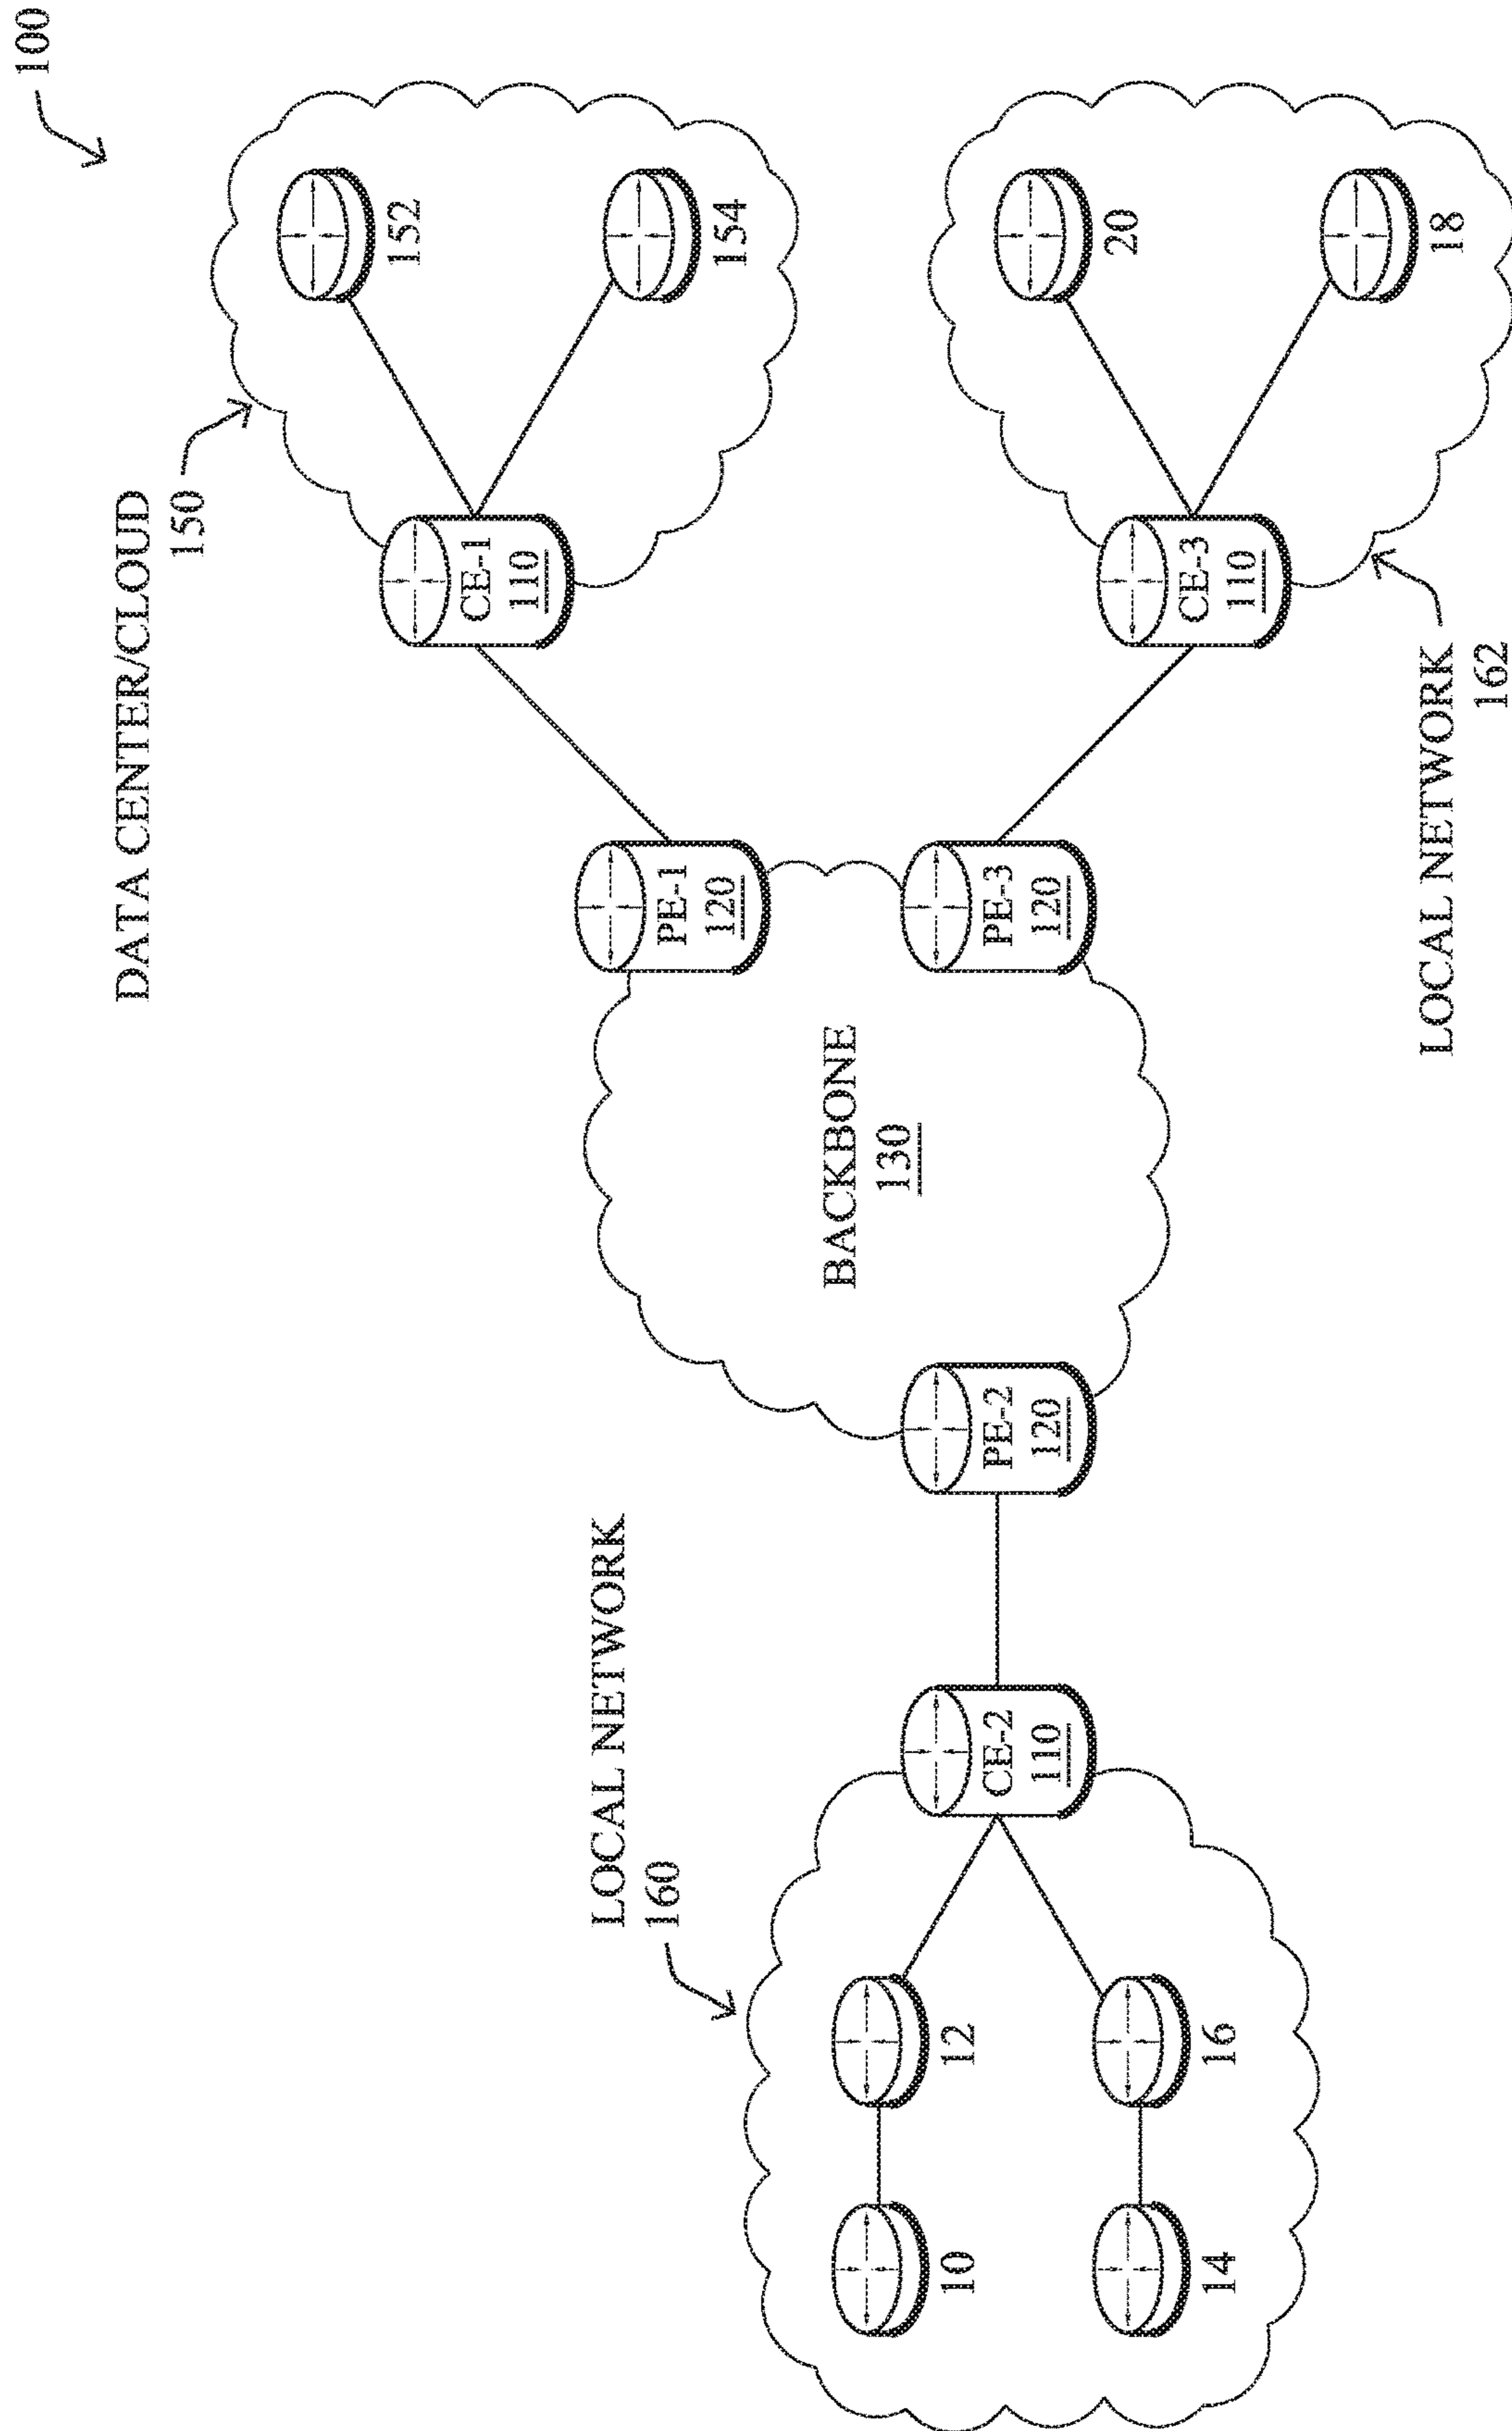 100
DATA CENTER/CLOUD
150
152
154
CE-1
110
PE-1
120
LOCAL NETWORK
160
10
12
14
16
CE-2
110
PE-2
120
BACKBONE
130
PE-3
120
CE-3
110
20
18
LOCAL NETWORK
162